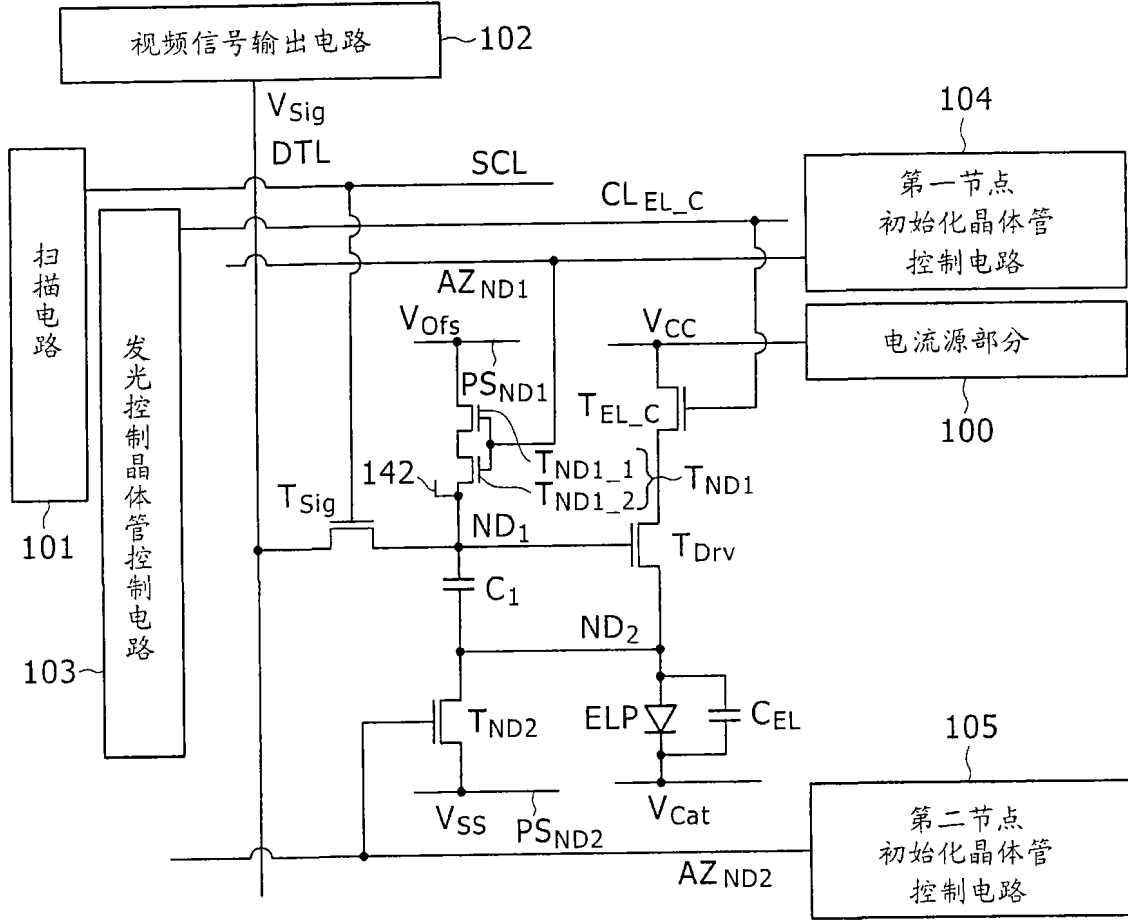 视频信号输出电路
102
V_Sig
DTL
104
SCL
CL_EL_C
第一节点
初始化晶体管
控制电路
扫描电路
AZ_ND1
V_Ofs
V_CC
电流源部分
PS_ND1
发光控制晶体管控制电路
T_EL_C
100
T_ND1_1
142
T_ND1
T_ND1_2
T_Sig
101
ND_1
T_Drv
C_1
ND_2
103
ELP
C_EL
T_ND2
105
V_SS
PS_ND2
V_Cat
第二节点
初始化晶体管
控制电路
AZ_ND2